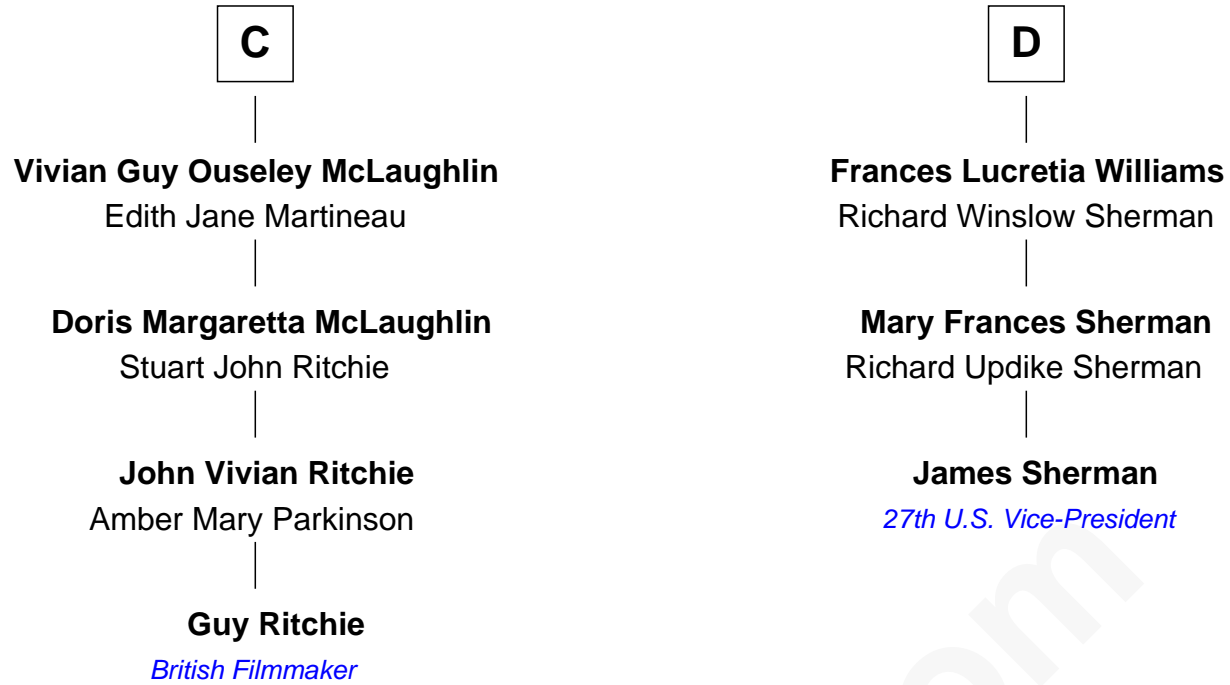 C
Vivian Guy Ouseley McLaughlin
Edith Jane Martineau
Doris Margaretta McLaughlin
Stuart John Ritchie
John Vivian Ritchie
Amber Mary Parkinson
Guy Ritchie
British Filmmaker
D
Frances Lucretia Williams
Richard Winslow Sherman
Mary Frances Sherman
Richard Updike Sherman
James Sherman
27th U.S. Vice-President
om